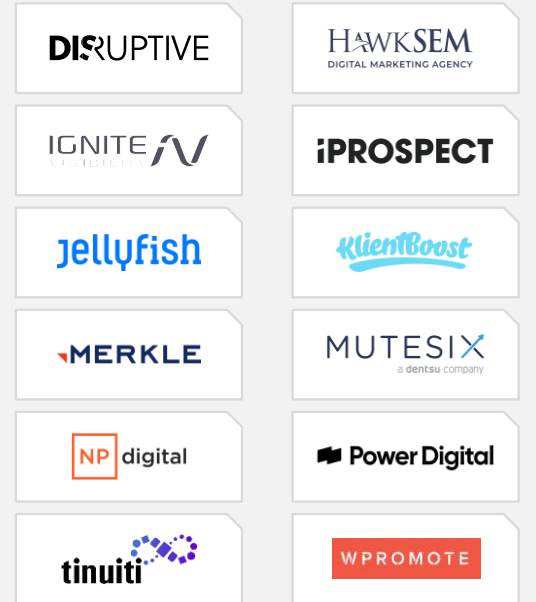 DISRUPTIVE
HAWKSEM
DIGITAL MARKETING AGENCY
IGNITE
VISIBILITY
iPROSPECT
jellyfish
KlientBoost
MERKLE
MUTESIX
a dentsu company
NP digital
Power Digital
tinuiti
WPROMOTE